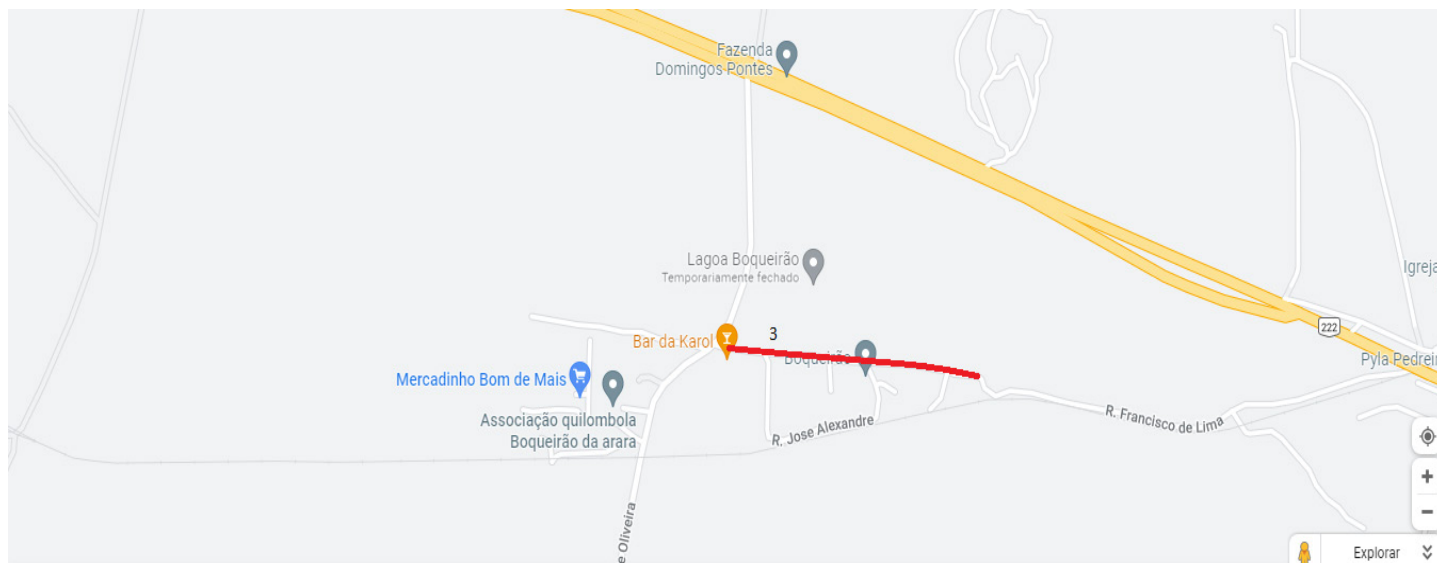 Fazenda
Domingos Pontes
Lagoa Boqueirão
Temporariamente fechado
Igreja
222
3
Bar da Karol
Boqueirão
Pyla Pedreir
Mercadinho Bom de Mais
Associação quilombola
Boqueirão da arara
R. Jose Alexandre
R. Francisco de Lima
e Oliveira
Explorar